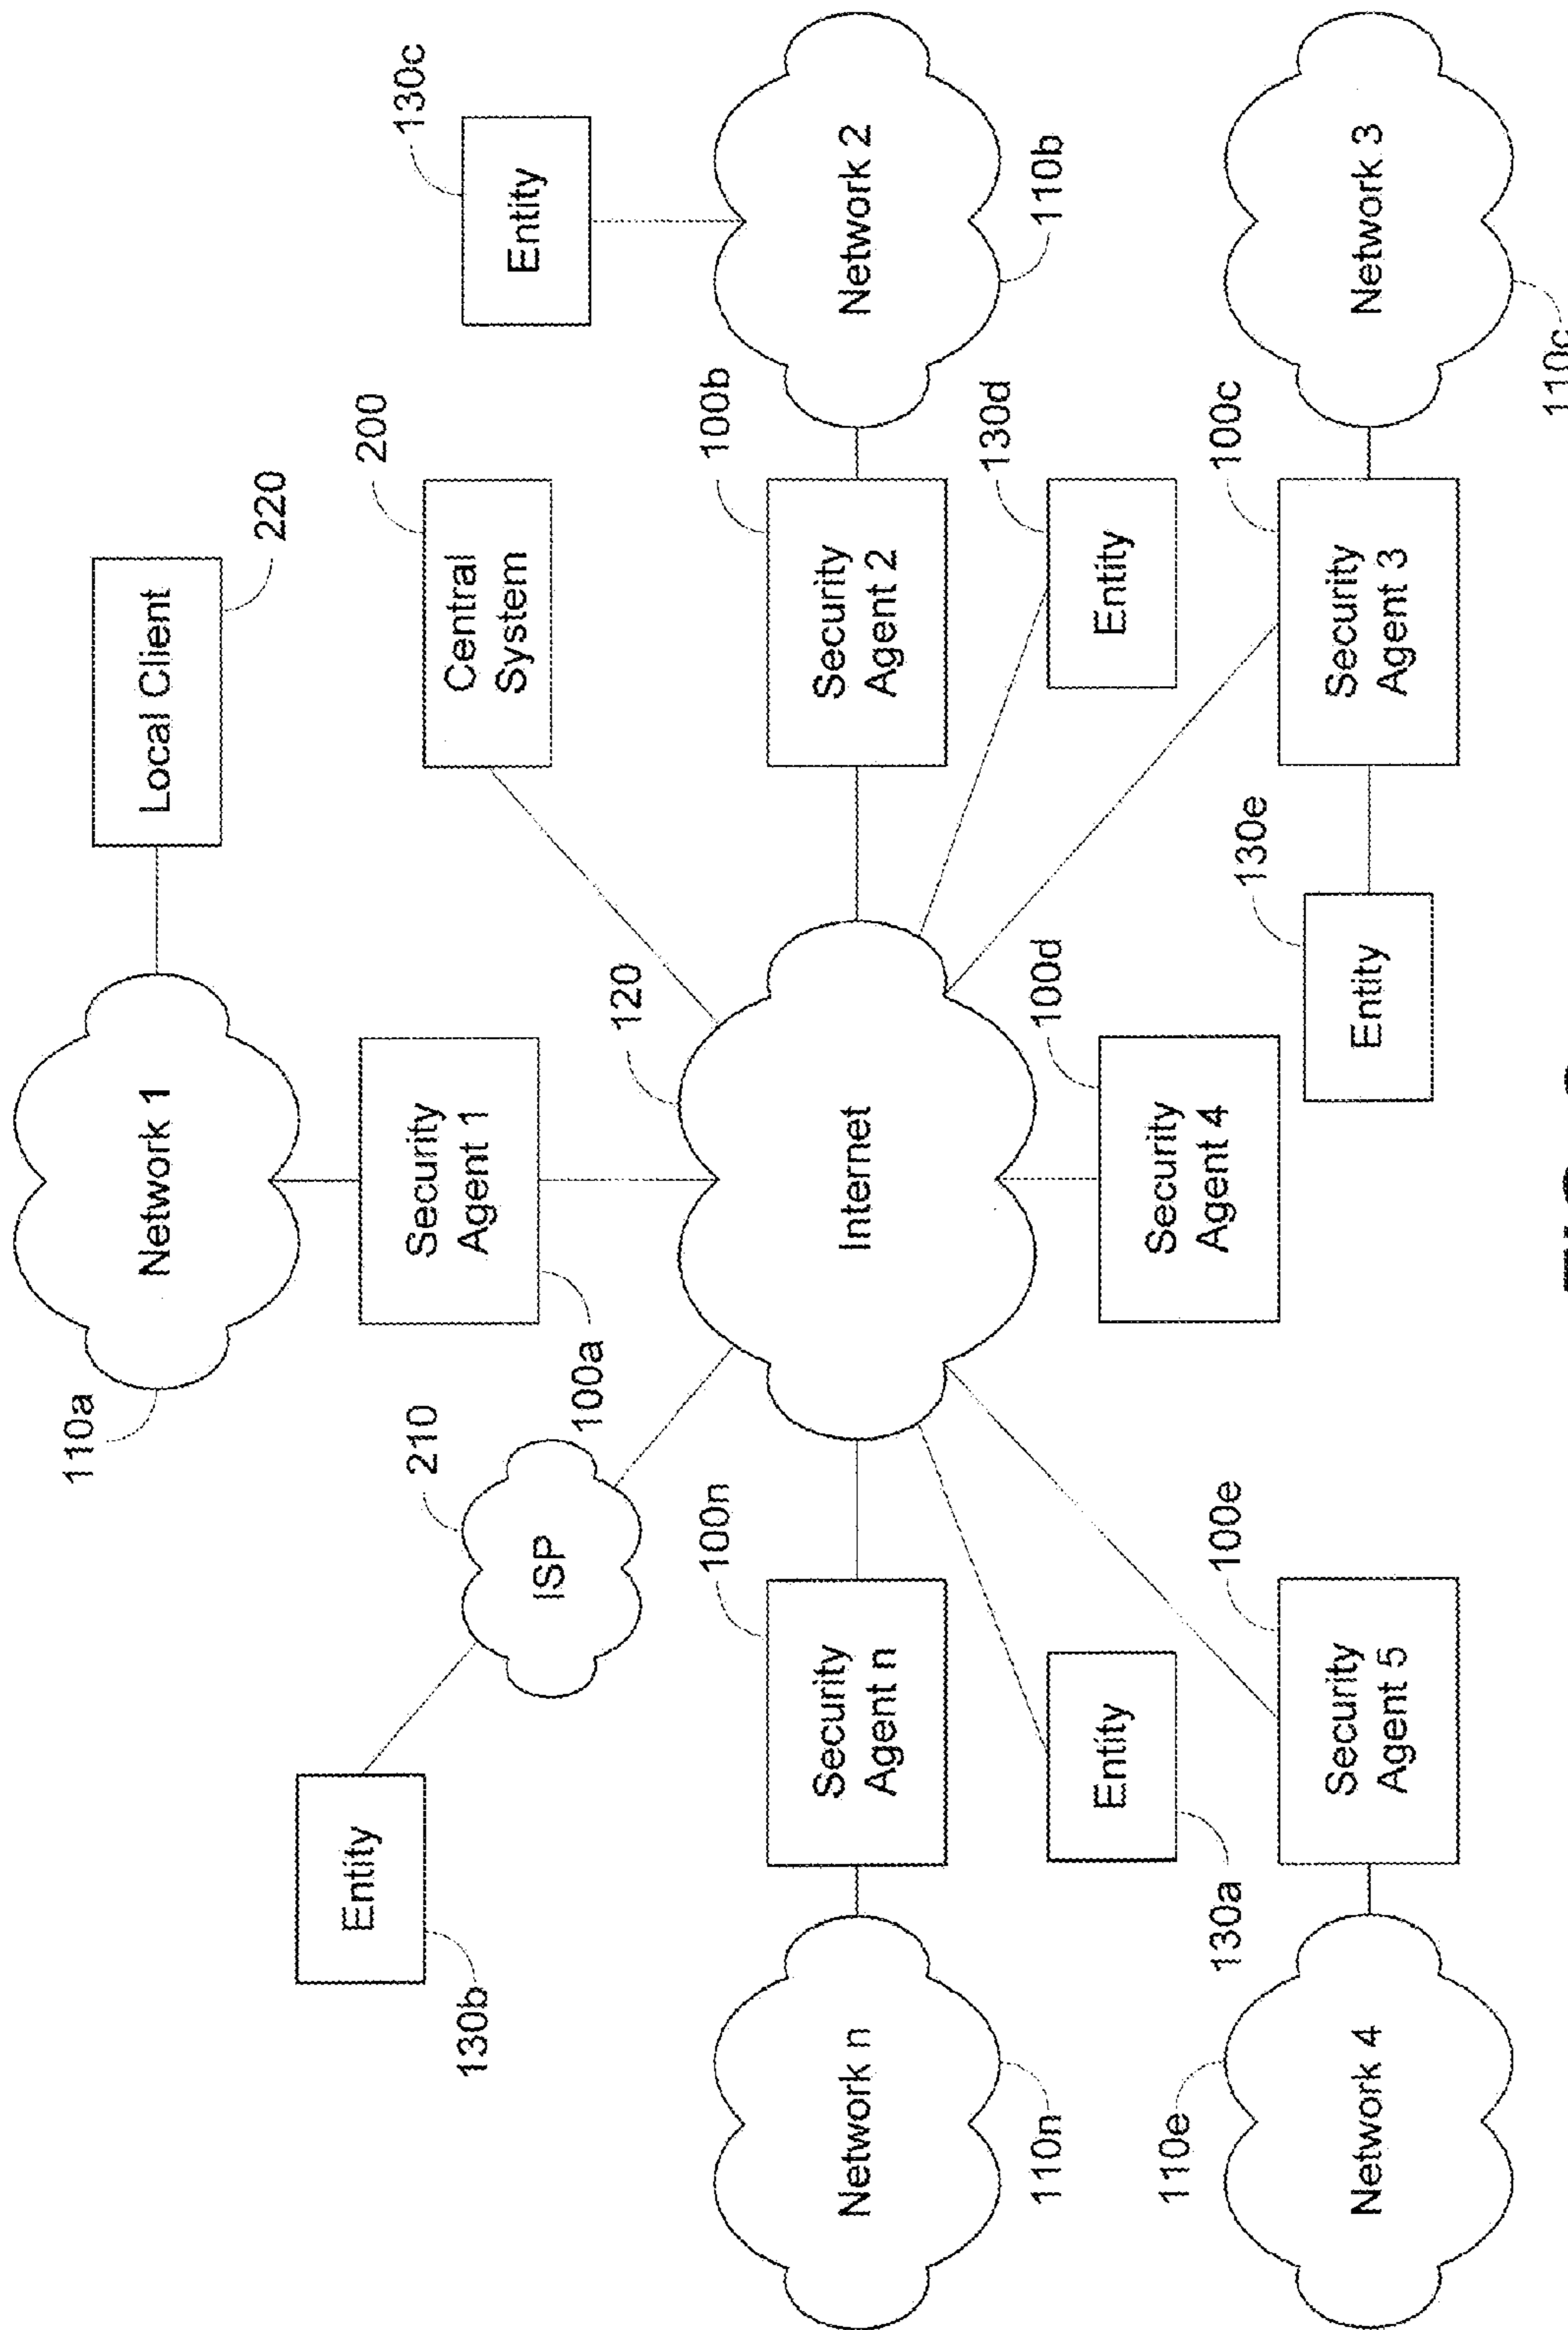 110a
Network 1
Local Client
220
130b
Entity
210
ISP
100a
Security
Agent 1
120
Central
System
200
Entity
130c
Network n
Security
Agent n
100n
Internet
Security
Agent 2
100b
Network 2
110n
Entity
130a
Entity
130d
110b
110e
Security
Agent 4
100d
130e
Network 4
Security
Agent 5
100e
Entity
Security
Agent 3
100c
Network 3
110c